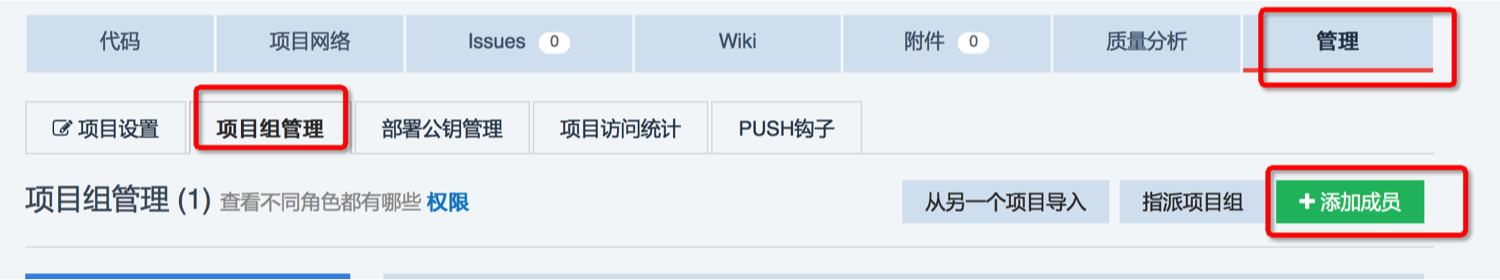 代码 项目网络 Issues 0 Wiki 附件 0 质量分析 管理
项目设置 项目组管理 部署公钥管理 项目访问统计 PUSH钩子
项目组管理 (1) 查看不同角色都有哪些 权限 从另一个项目导入 指派项目组 +添加成员